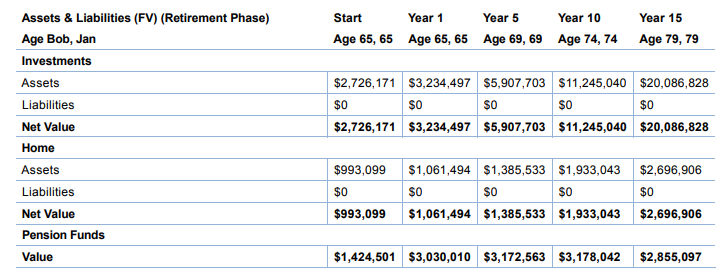 Assets & Liabilities (FV) (Retirement Phase) Start Year 1 Year 5 Year 10 Year 15
Age Bob, Jan Age 65, 65 Age 65, 65 Age 69, 69 Age 74, 74 Age 79, 79
Investments
Assets $2,726,171 $3,234,497 $5,907,703 $11,245,040 $20,086,828
Liabilities $0 $0 $0 $0 $0
Net Value $2,726,171 $3,234,497 $5,907,703 $11,245,040 $20,086,828
Home
Assets $993,099 $1,061,494 $1,385,533 $1,933,043 $2,696,906
Liabilities $0 $0 $0 $0 $0
Net Value $993,099 $1,061,494 $1,385,533 $1,933,043 $2,696,906
Pension Funds
Value $1,424,501 $3,030,010 $3,172,563 $3,178,042 $2,855,097